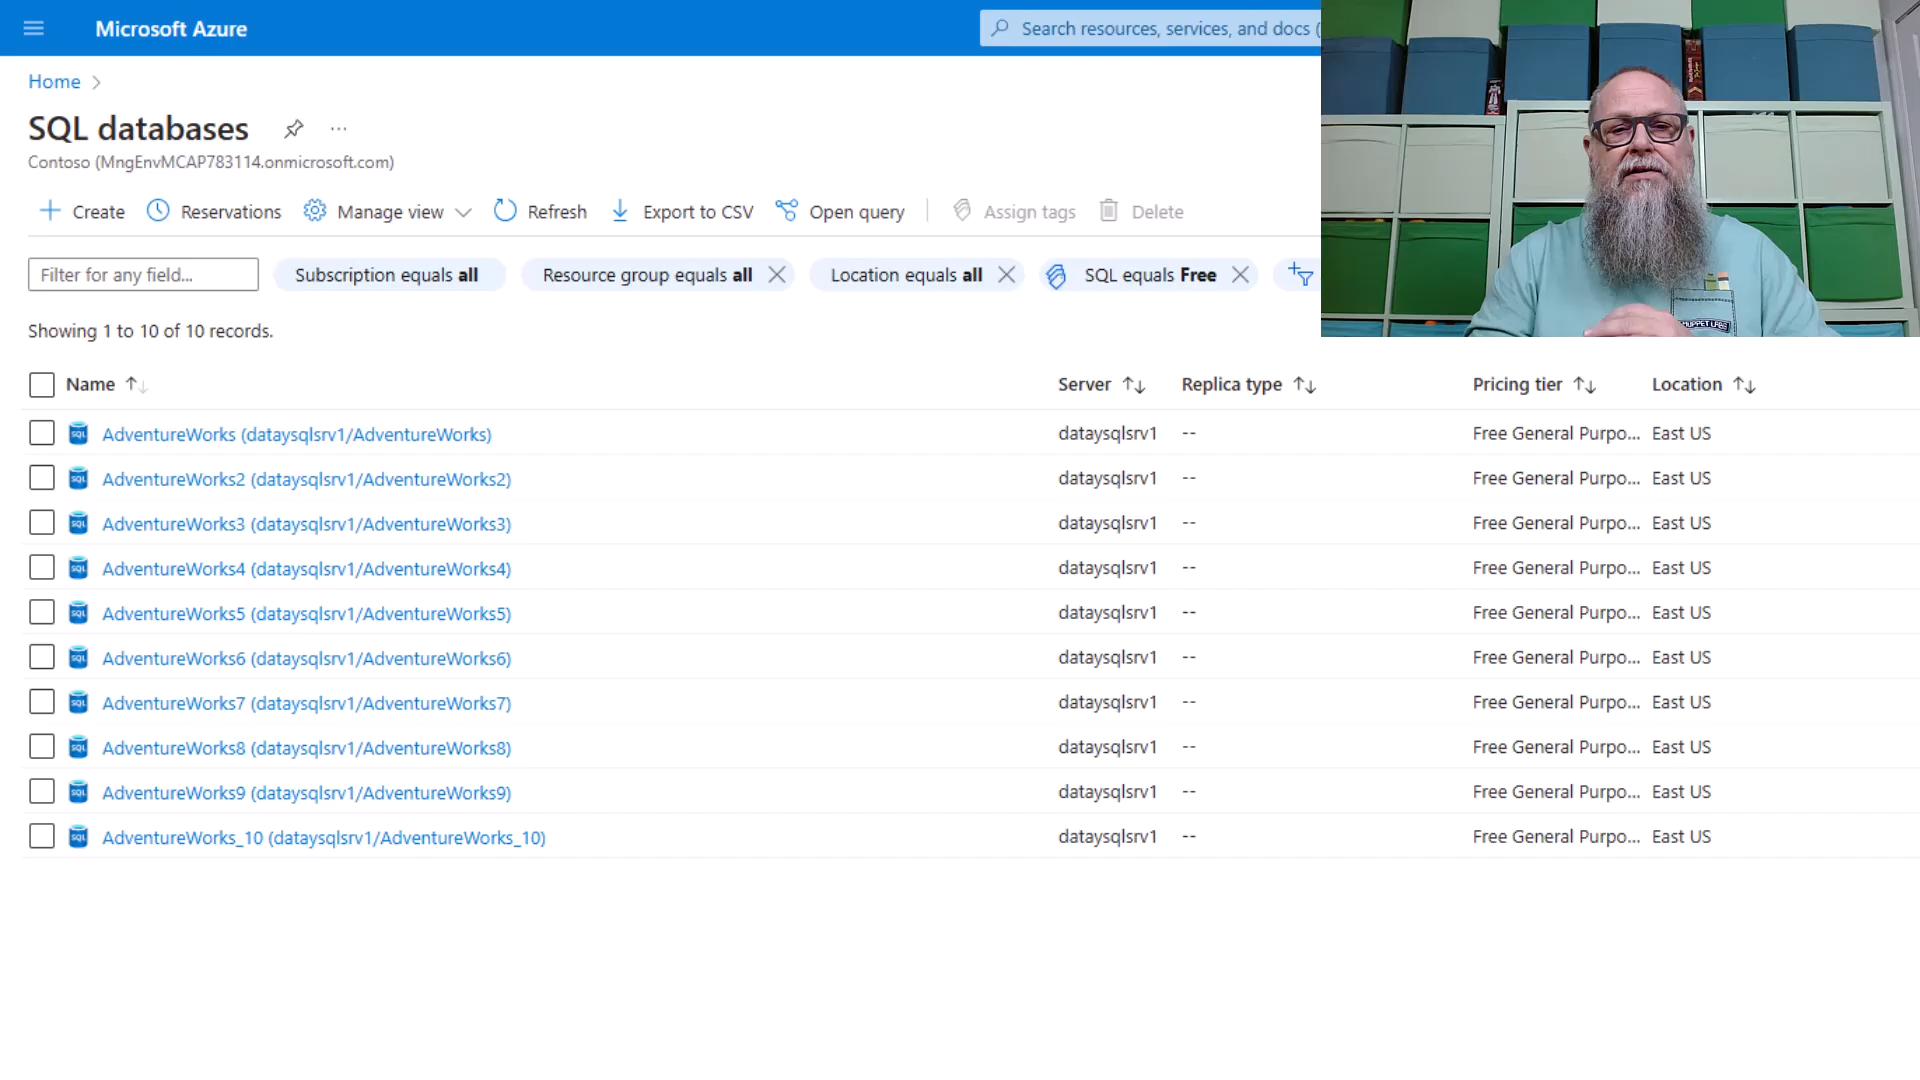 Microsoft Azure
Search resources, services, and docs (
Home
SQL databases
Contoso (MngEnvMCAP783114.onmicrosoft.com)
Create Reservations Manage view Refresh Export to CSV Open query Assign tags Delete
Filter for any field... Subscription equals all Resource group equals all Location equals all SQL equals Free
Showing 1 to 10 of 10 records.
Name Server Replica type Pricing tier Location
AdventureWorks (dataysqlsrv1/AdventureWorks) dataysqlsrv1 -- Free General Purpo... East US
AdventureWorks2 (dataysqlsrv1/AdventureWorks2) dataysqlsrv1 -- Free General Purpo... East US
AdventureWorks3 (dataysqlsrv1/AdventureWorks3) dataysqlsrv1 -- Free General Purpo... East US
AdventureWorks4 (dataysqlsrv1/AdventureWorks4) dataysqlsrv1 -- Free General Purpo... East US
AdventureWorks5 (dataysqlsrv1/AdventureWorks5) dataysqlsrv1 -- Free General Purpo... East US
AdventureWorks6 (dataysqlsrv1/AdventureWorks6) dataysqlsrv1 -- Free General Purpo... East US
AdventureWorks7 (dataysqlsrv1/AdventureWorks7) dataysqlsrv1 -- Free General Purpo... East US
AdventureWorks8 (dataysqlsrv1/AdventureWorks8) dataysqlsrv1 -- Free General Purpo... East US
AdventureWorks9 (dataysqlsrv1/AdventureWorks9) dataysqlsrv1 -- Free General Purpo... East US
AdventureWorks_10 (dataysqlsrv1/AdventureWorks_10) dataysqlsrv1 -- Free General Purpo... East US
MUPPET LABS